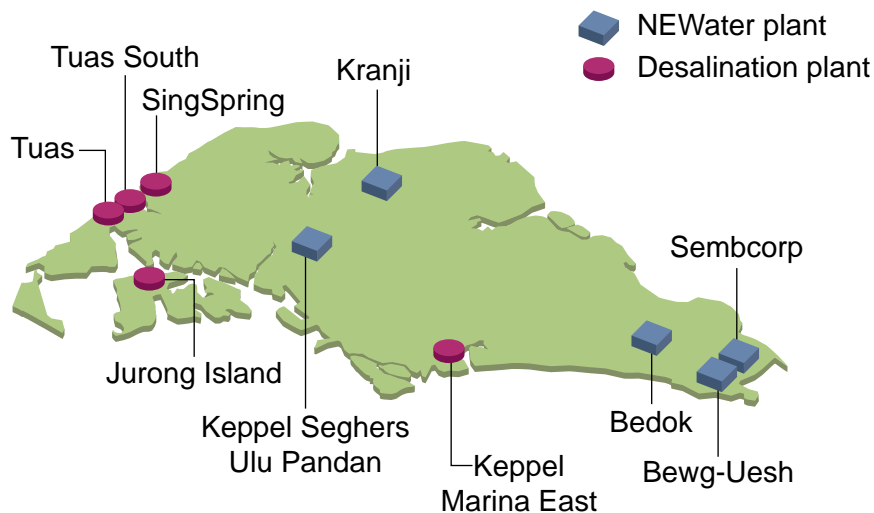 NEWater plant
Desalination plant
Tuas South
SingSpring
Tuas
Kranji
Sembcorp
Jurong Island
Keppel Seghers
Ulu Pandan
Keppel
Marina East
Bedok
Bewg-Uesh